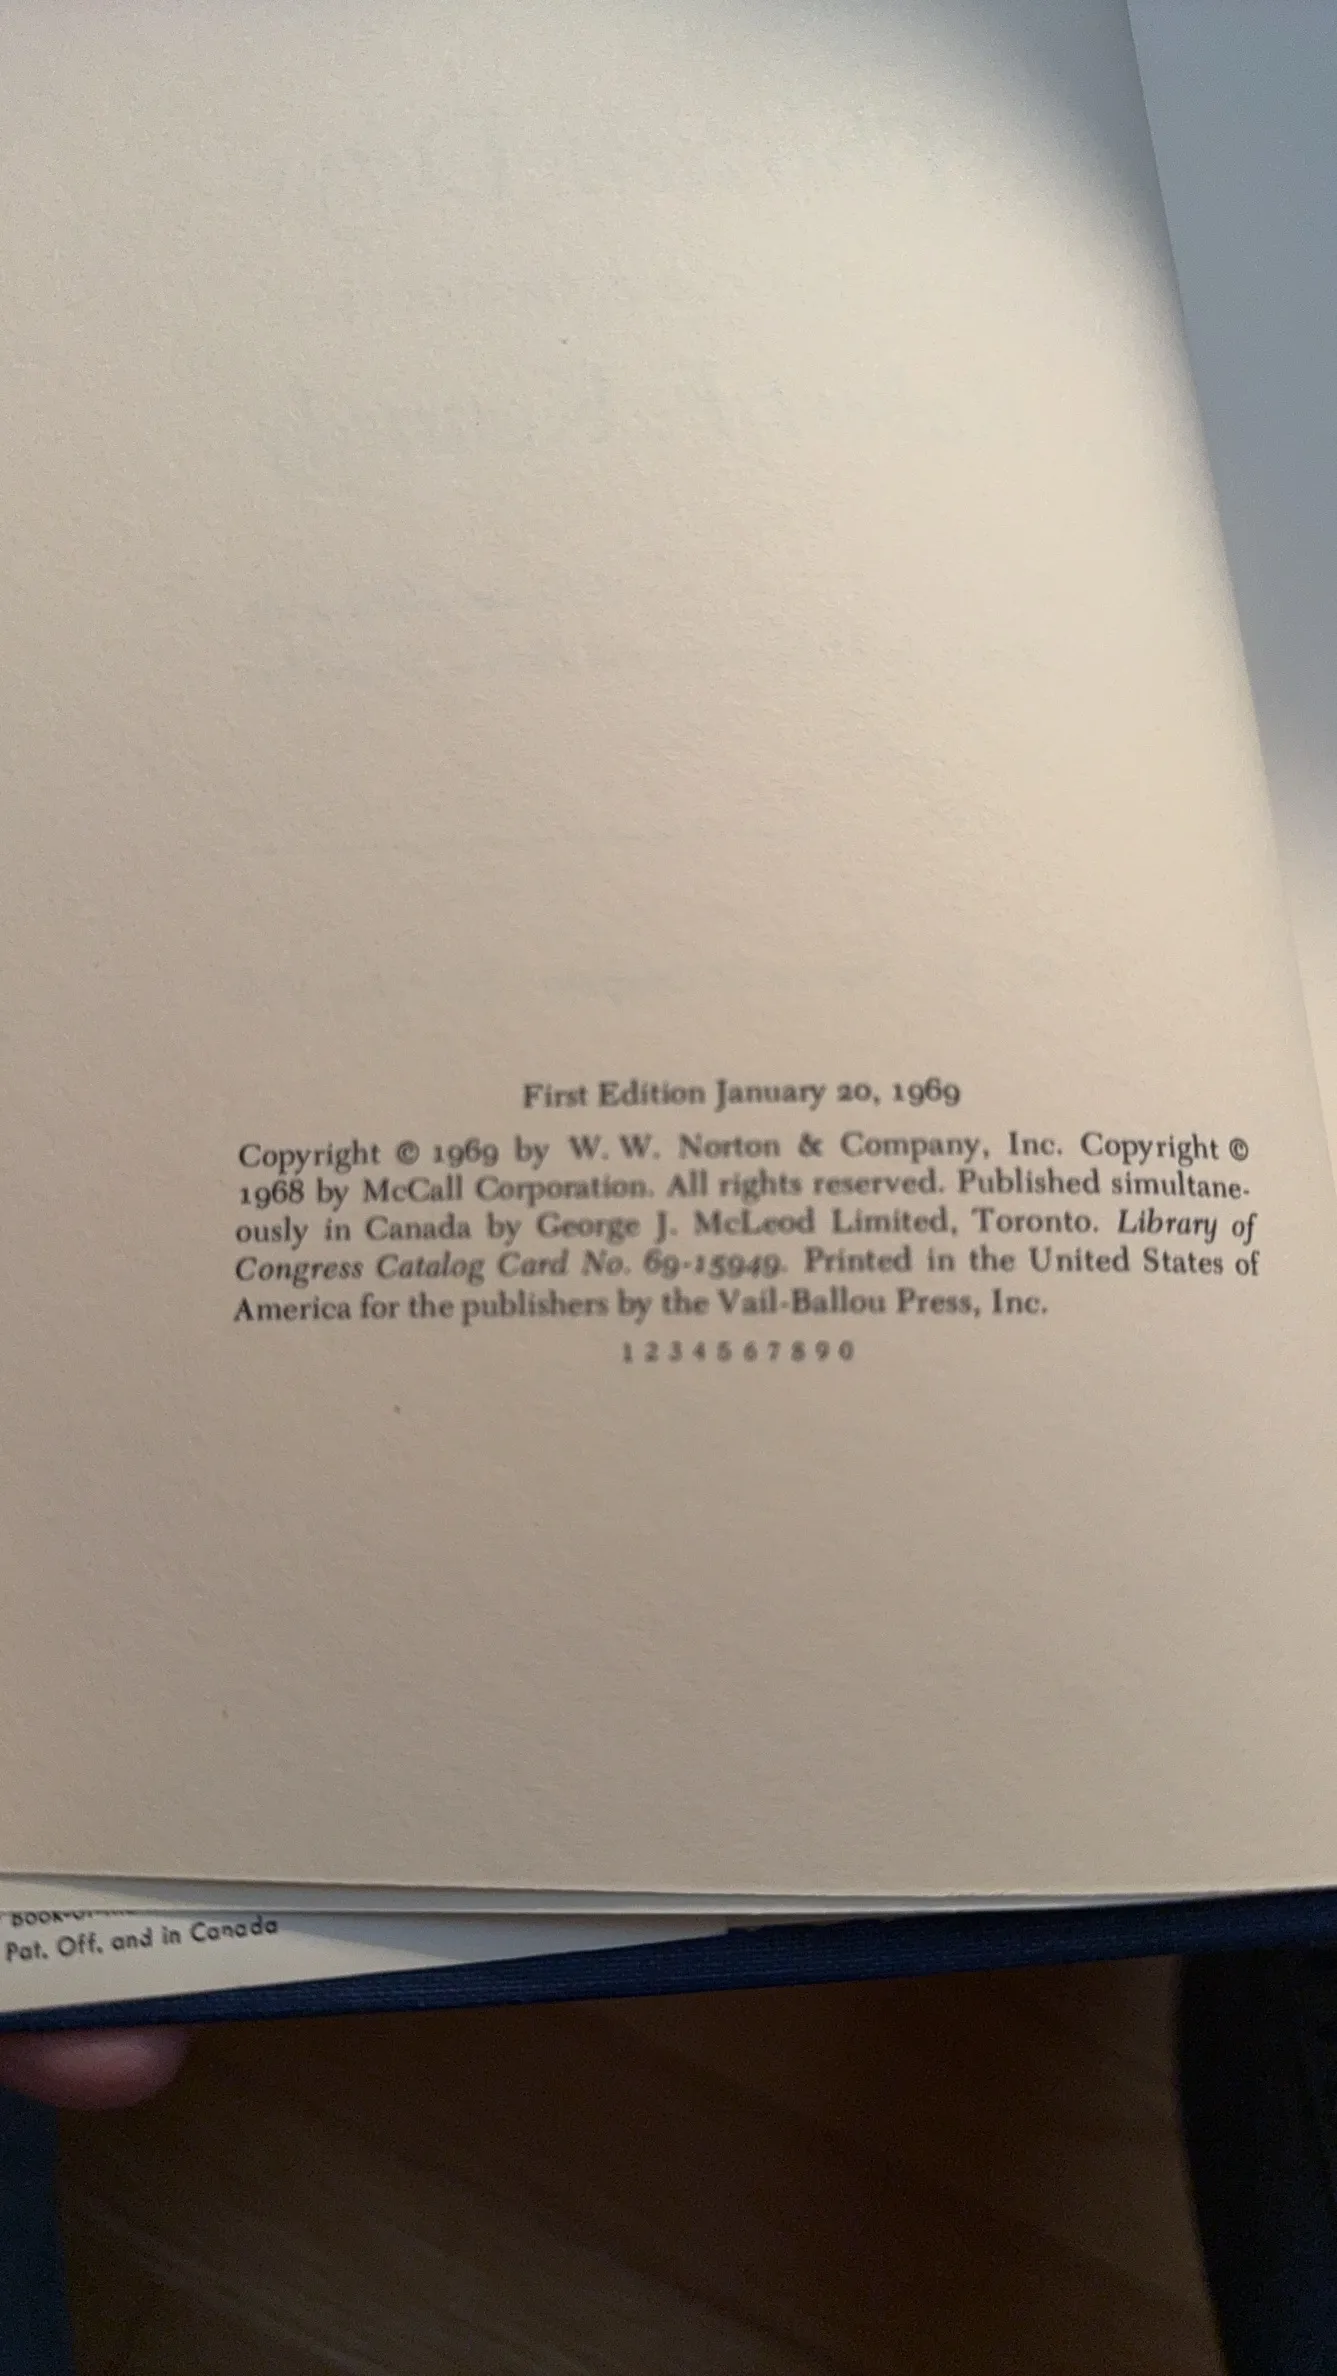 First Edition January 20, 1969
Copyright © 1969 by W. W. Norton & Company, Inc. Copyright ©
1968 by McCall Corporation. All rights reserved. Published simultane-
ously in Canada by George J. McLeod Limited, Toronto. Library of
Congress Catalog Card No. 69-15949. Printed in the United States of
America for the publishers by the Vail-Ballou Press, Inc.
1 2 3 4 5 6 7 8 9 0
Pat. Off. and in Canada